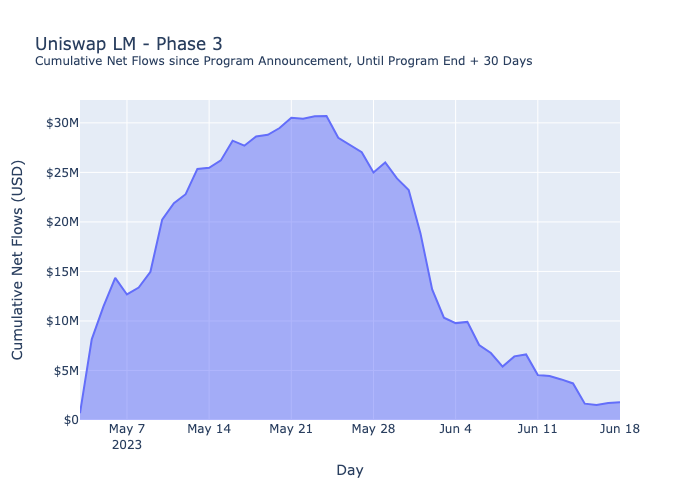 Uniswap LM - Phase 3
Cumulative Net Flows since Program Announcement, Until Program End + 30 Days
Cumulative Net Flows (USD)
$30M
$25M
$20M
$15M
$10M
$5M
$0
May 7
2023
May 14
May 21
May 28
Jun 4
Jun 11
Jun 18
Day